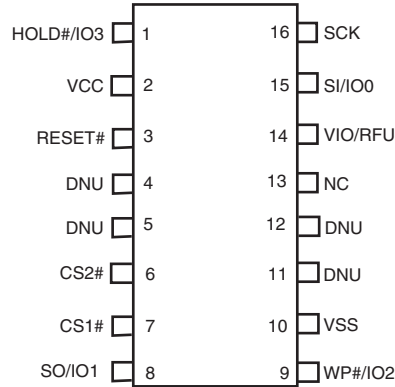 HOLD#/IO3 1 16 SCK
VCC 2 15 SI/IO0
RESET# 3 14 VIO/RFU
DNU 4 13 NC
DNU 5 12 DNU
CS2# 6 11 DNU
CS1# 7 10 VSS
SO/IO1 8 9 WP#/IO2